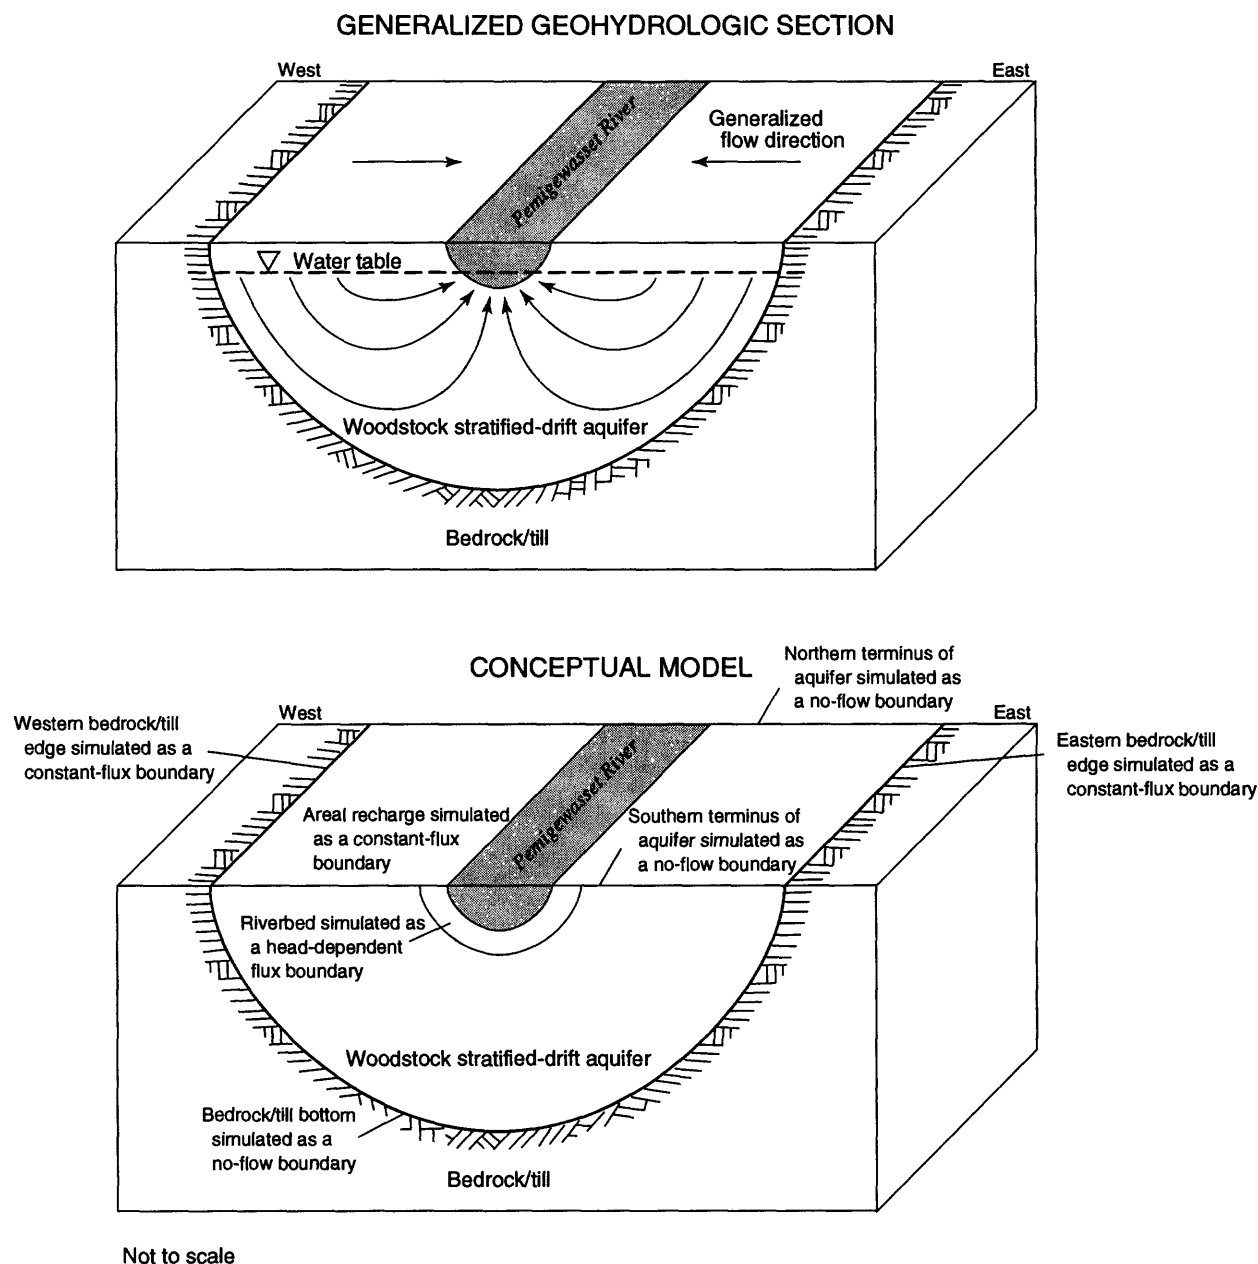 GENERALIZED GEOHYDROLOGIC SECTION
West
East
Pemigewasset River
Generalized
flow direction
Water table
Woodstock stratified-drift aquifer
Bedrock/till
CONCEPTUAL MODEL
Northern terminus of
aquifer simulated as
a no-flow boundary
West
East
Western bedrock/till
edge simulated as a
constant-flux boundary
Eastern bedrock/till
edge simulated as a
constant-flux boundary
Pemigewasset River
Areal recharge simulated
as a constant-flux
boundary
Southern terminus of
aquifer simulated as
a no-flow boundary
Riverbed simulated as
a head-dependent
flux boundary
Woodstock stratified-drift aquifer
Bedrock/till bottom
simulated as a
no-flow boundary
Bedrock/till
Not to scale